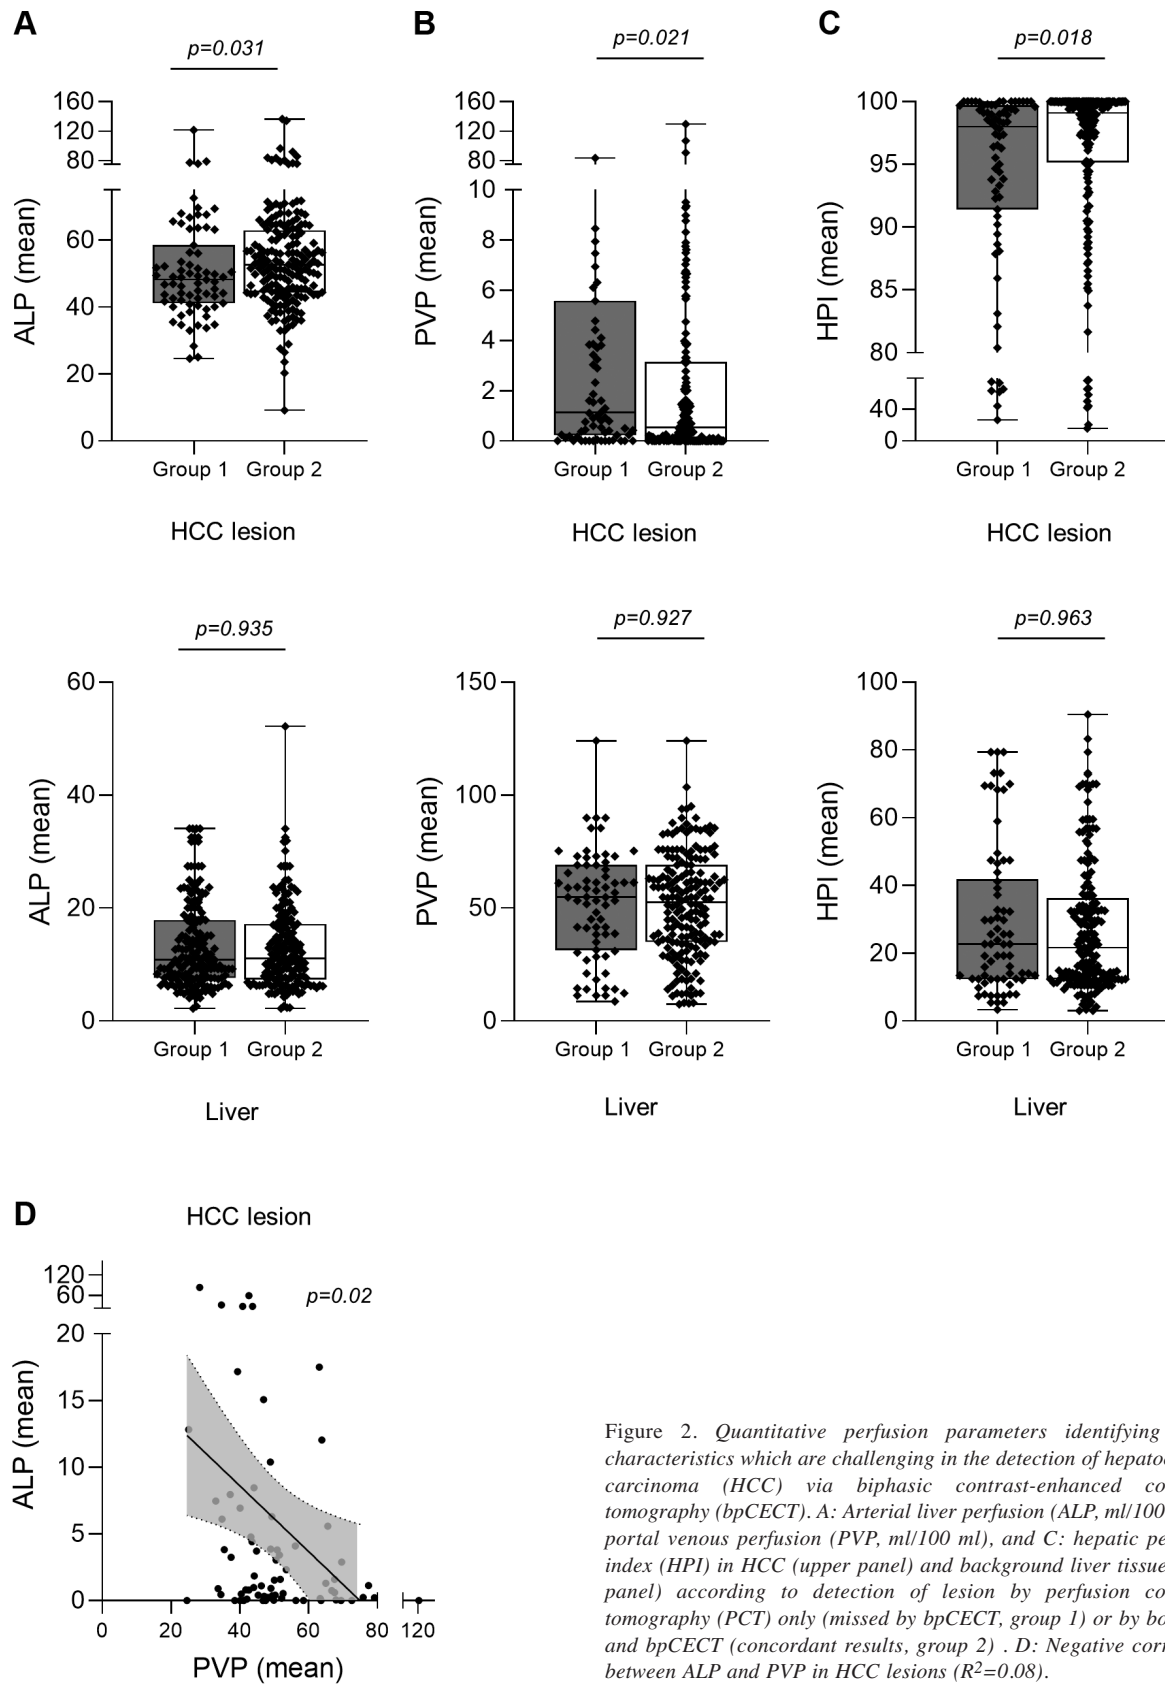 A
p=0.031
160
120
80
60
40
20
0
ALP (mean)
Group 1
Group 2
HCC lesion
B
p=0.021
160
120
80
10
8
6
4
2
0
PVP (mean)
Group 1
Group 2
HCC lesion
C
p=0.018
100
95
90
85
80
40
0
HPI (mean)
Group 1
Group 2
HCC lesion
p=0.935
60
40
20
0
ALP (mean)
Group 1
Group 2
Liver
p=0.927
150
100
50
0
PVP (mean)
Group 1
Group 2
Liver
p=0.963
100
80
60
40
20
0
HPI (mean)
Group 1
Group 2
Liver
D
HCC lesion
p=0.02
120
60
20
15
10
5
0
ALP (mean)
0
20
40
60
80
120
PVP (mean)
Figure 2. Quantitative perfusion parameters identifying
characteristics which are challenging in the detection of
carcinoma (HCC) via biphasic contrast-enhanced
tomography (bpCECT). A: Arterial liver perfusion (ALP, ml/100
portal venous perfusion (PVP, ml/100 ml), and C: hepatic
index (HPI) in HCC (upper panel) and background liver tissue
panel) according to detection of lesion by perfusion
tomography (PCT) only (missed by bpCECT, group 1) or by
and bpCECT (concordant results, group 2) . D: Negative
between ALP and PVP in HCC lesions (R2=0.08).